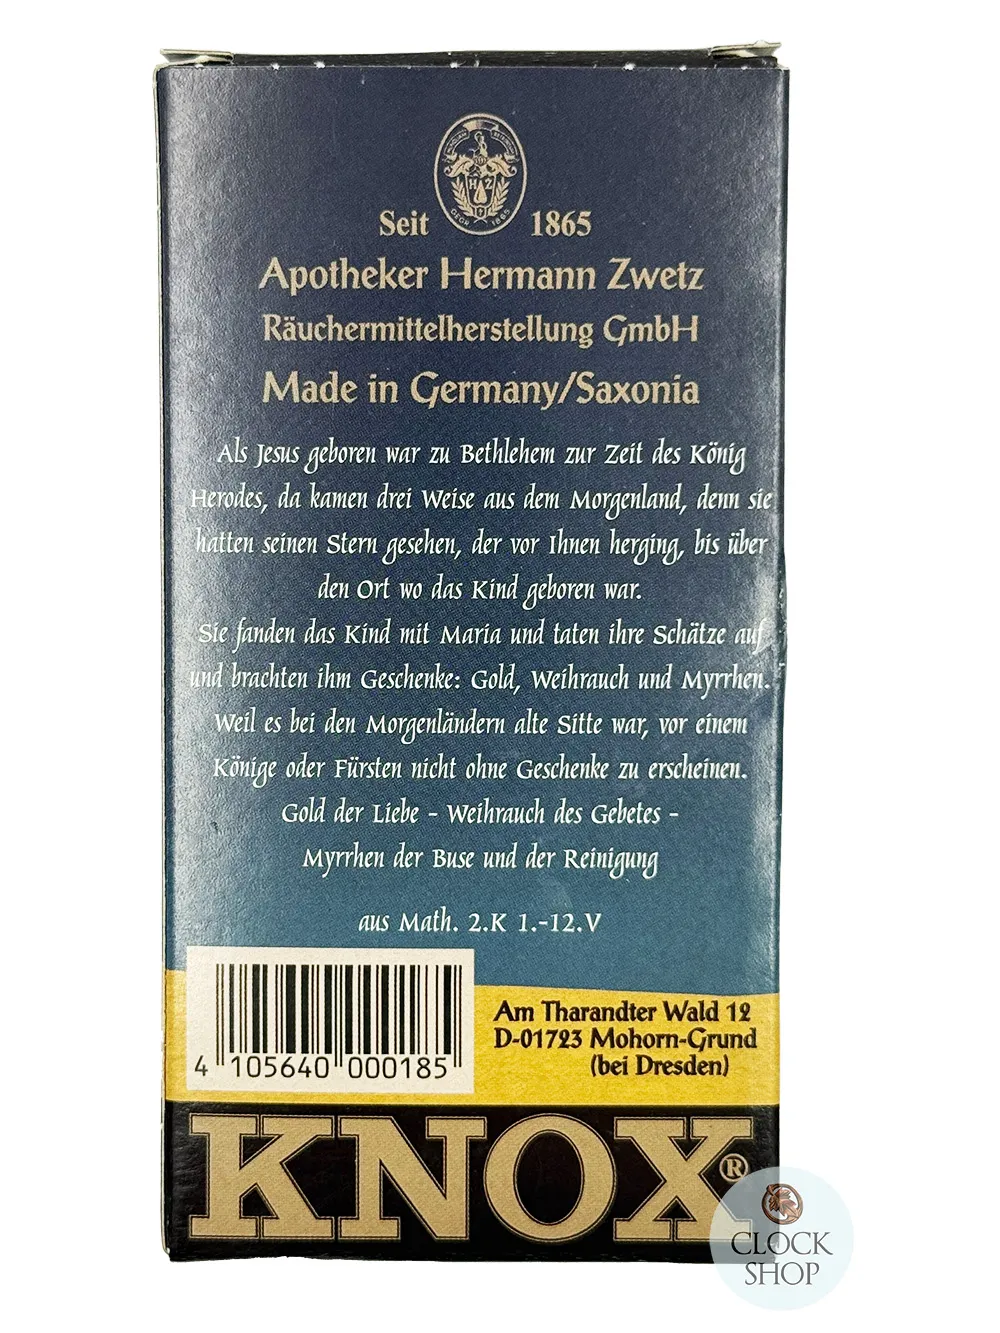 Seit 1865
Apotheker Hermann Zwetz
Räuchermittelherstellung GmbH
Made in Germany/Saxonia
Als Jesus geboren war zu Bethlehem zur Zeit des König
Herodes, da kamen drei Weise aus dem Morgenland, denn sie
hatten seinen Stern gesehen, der vor Ihnen herging, bis über
den Ort wo das Kind geboren war.
Sie fanden das Kind mit Maria und taten ihre Schätze auf
und brachten ihm Geschenke: Gold, Weihrauch und Myrrhen.
Weil es bei den Morgenländern alte Sitte war, vor einem
Könige oder Fürsten nicht ohne Geschenke zu erscheinen.
Gold der Liebe - Weihrauch des Gebetes -
Myrrhen der Buse und der Reinigung
aus Math. 2.K 1.-12.V
Am Tharandter Wald 12
D-01723 Mohorn-Grund
(bei Dresden)
4 105640 000185
KNOX®
CLOCK
SHOP